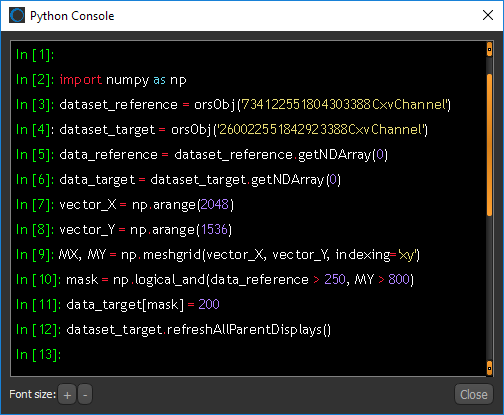 Python Console
In [1]:
In [2]: import numpy as np
In [3]: dataset_reference = orsObj('734122551804303388CxvChannel')
In [4]: dataset_target = orsObj('260022551842923388CxvChannel')
In [5]: data_reference = dataset_reference.getNDArray(0)
In [6]: data_target = dataset_target.getNDArray(0)
In [7]: vector_X = np.arange(2048)
In [8]: vector_Y = np.arange(1536)
In [9]: MX, MY = np.meshgrid(vector_X, vector_Y, indexing='xy')
In [10]: mask = np.logical_and(data_reference > 250, MY > 800)
In [11]: data_target[mask] = 200
In [12]: dataset_target.refreshAllParentDisplays()
In [13]:
Font size: + - Close